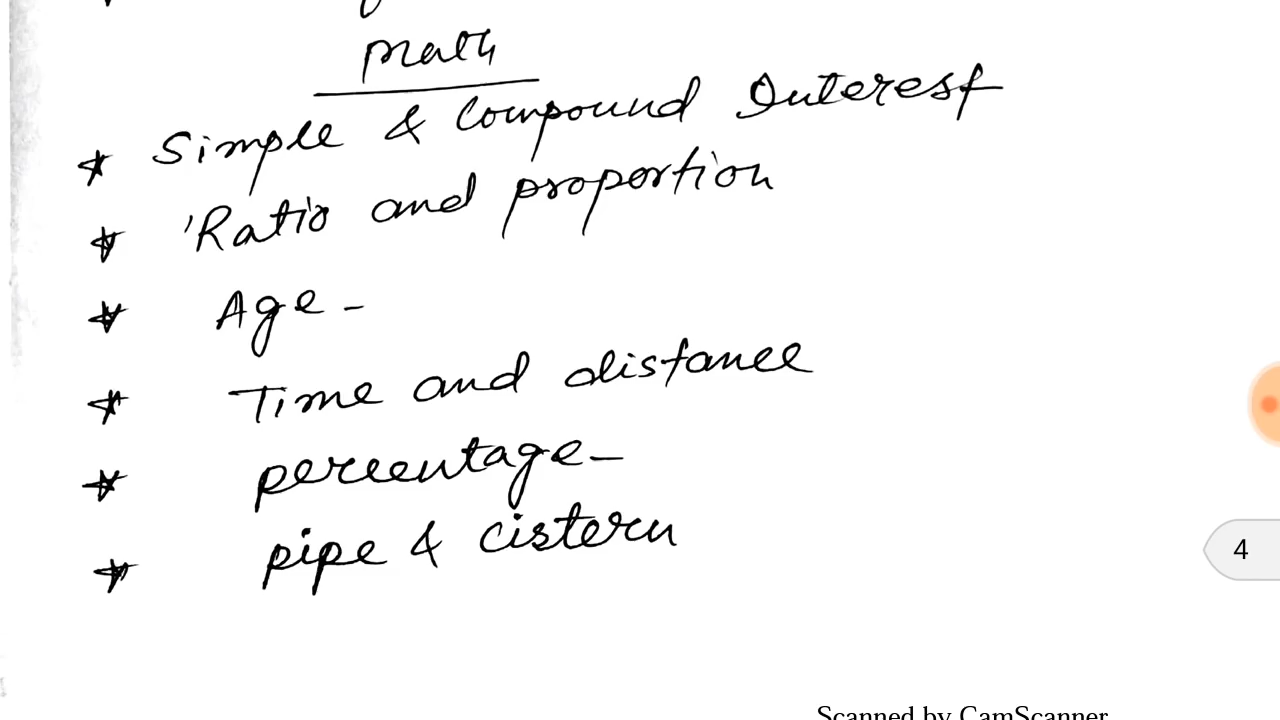 Math
* Simple & Compound Interest
* Ratio and proportion
* Age -
* Time and distance
* percentage -
* pipe & cistern
4
Scanned by CamScanner